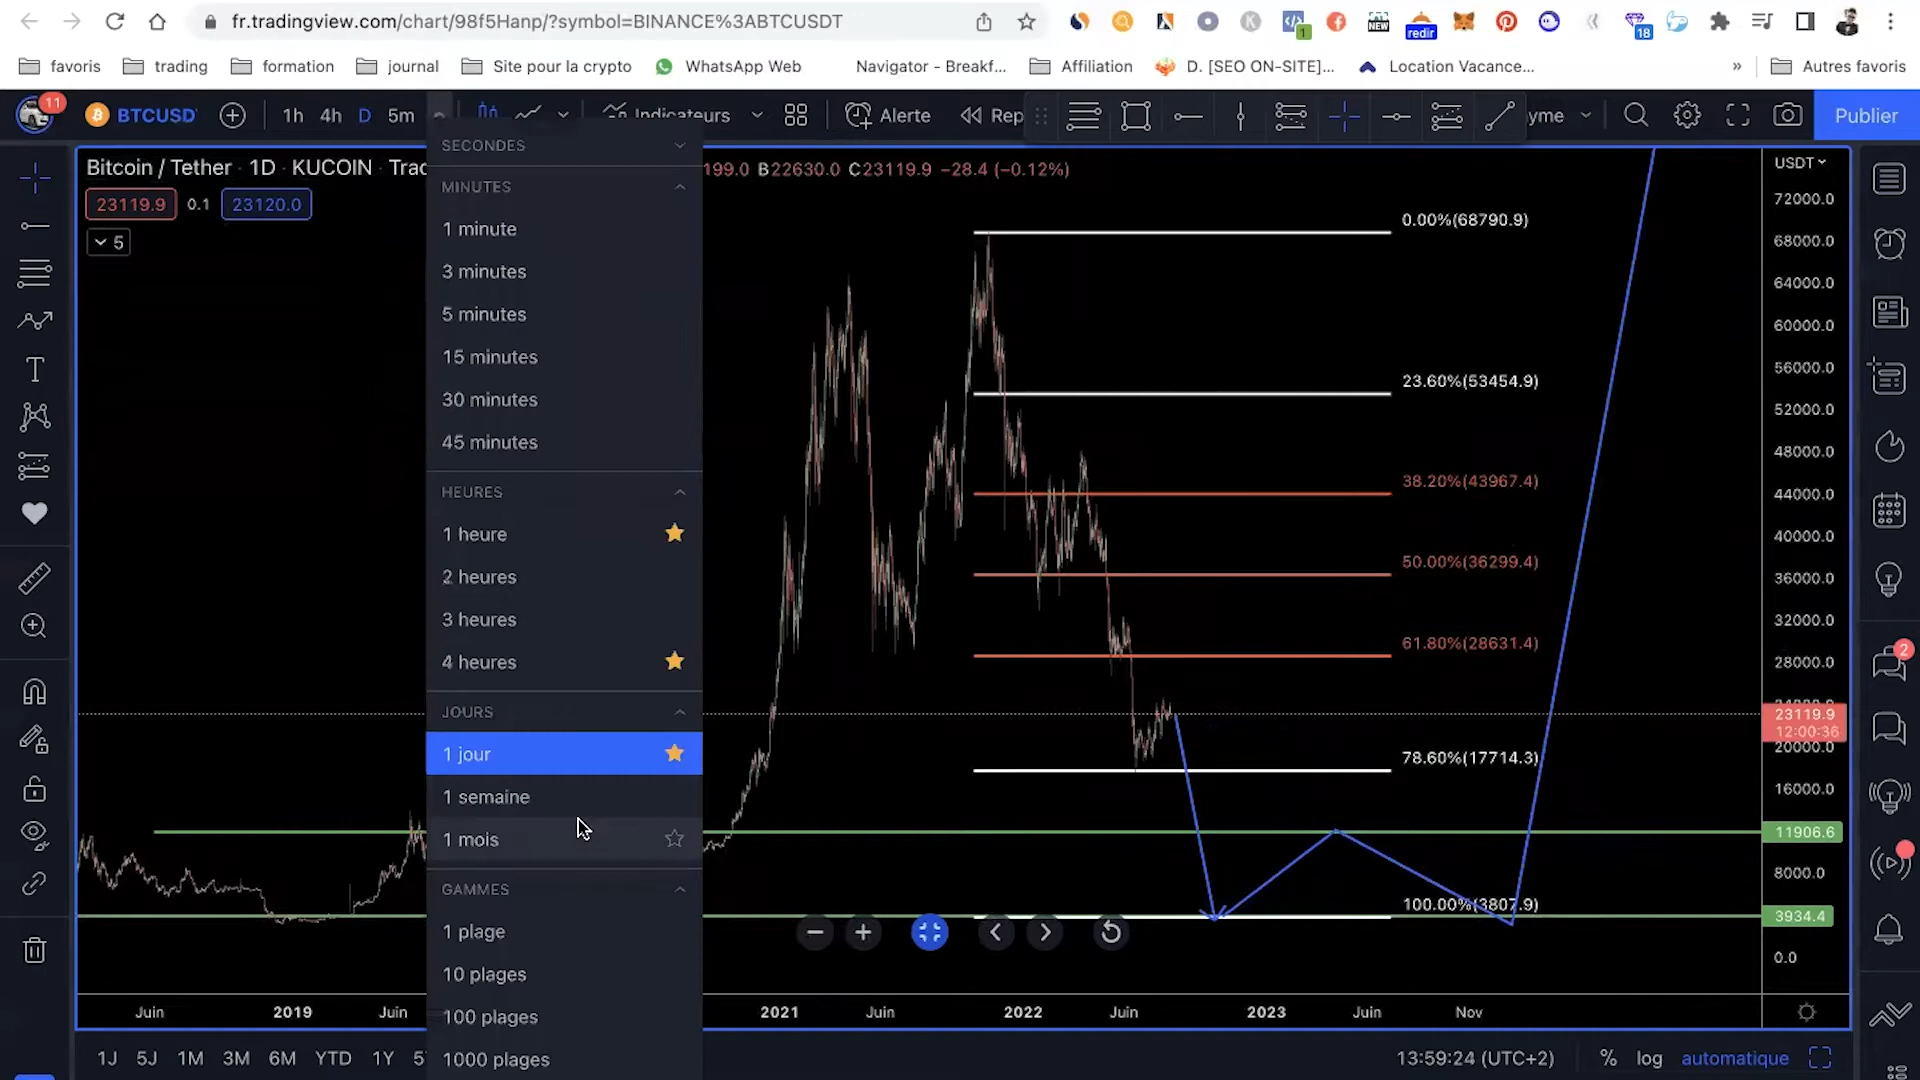 fr.tradingview.com/chart/98f5Hanp/?symbol=BINANCE%3ABTCUSDT
1
NEW
redir
18
favoris
trading
formation
journal
Site pour la crypto
WhatsApp Web
Navigator - Breakf...
Affiliation
D. [SEO ON-SITE]...
Location Vacance...
»
Autres favoris
11
BTCUSD
1h
4h
D
5m
Indicateurs
Alerte
Rep
yme
Publier
Bitcoin / Tether · 1D · KUCOIN · Trad
199.0 B22630.0 C23119.9 −28.4 (−0.12%)
23119.9
0.1
23120.0
5
SECONDES
MINUTES
1 minute
3 minutes
5 minutes
15 minutes
30 minutes
45 minutes
HEURES
1 heure
2 heures
3 heures
4 heures
JOURS
1 jour
1 semaine
1 mois
GAMMES
1 plage
10 plages
100 plages
1000 plages
0.00%(68790.9)
23.60%(53454.9)
38.20%(43967.4)
50.00%(36299.4)
61.80%(28631.4)
78.60%(17714.3)
100.00%(3807.9)
USDT
72000.0
68000.0
64000.0
60000.0
56000.0
52000.0
48000.0
44000.0
40000.0
36000.0
32000.0
28000.0
23119.9
12:00:36
20000.0
16000.0
11906.6
8000.0
3934.4
0.0
2
Juin
2019
Juin
2021
Juin
2022
Juin
2023
Juin
Nov
1J
5J
1M
3M
6M
YTD
1Y
13:59:24 (UTC+2)
%
log
automatique